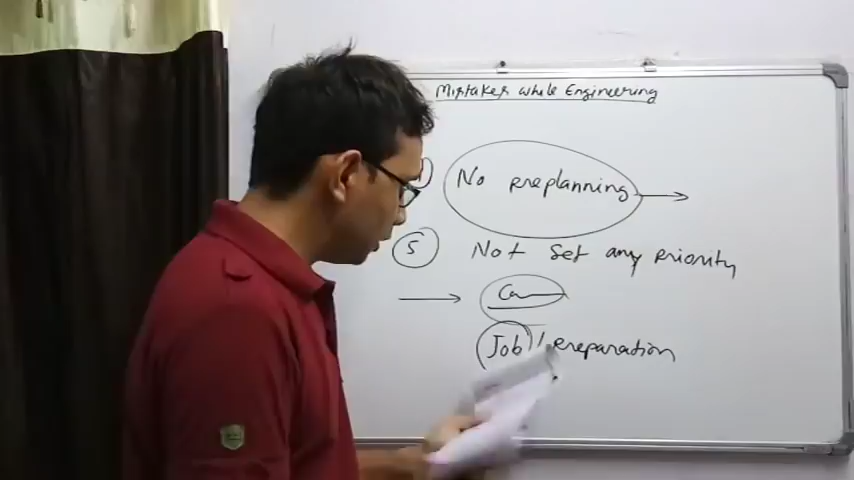 Mistakes while Engineering
) No preplanning
5 Not set any priority
Job / preparation